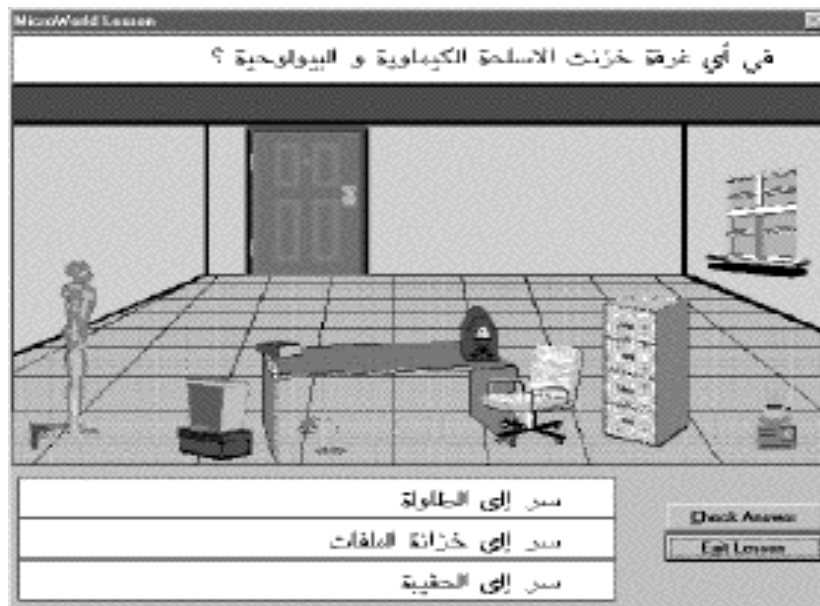 MicroWorld Lesson
في أي غرفة خزنت الاسلحة الكيماوية و البيولوجية ؟
سر إلى الطاولة
سر إلى خزانة الملفات
سر إلى الحقيبة
Check Answer
Exit Lesson